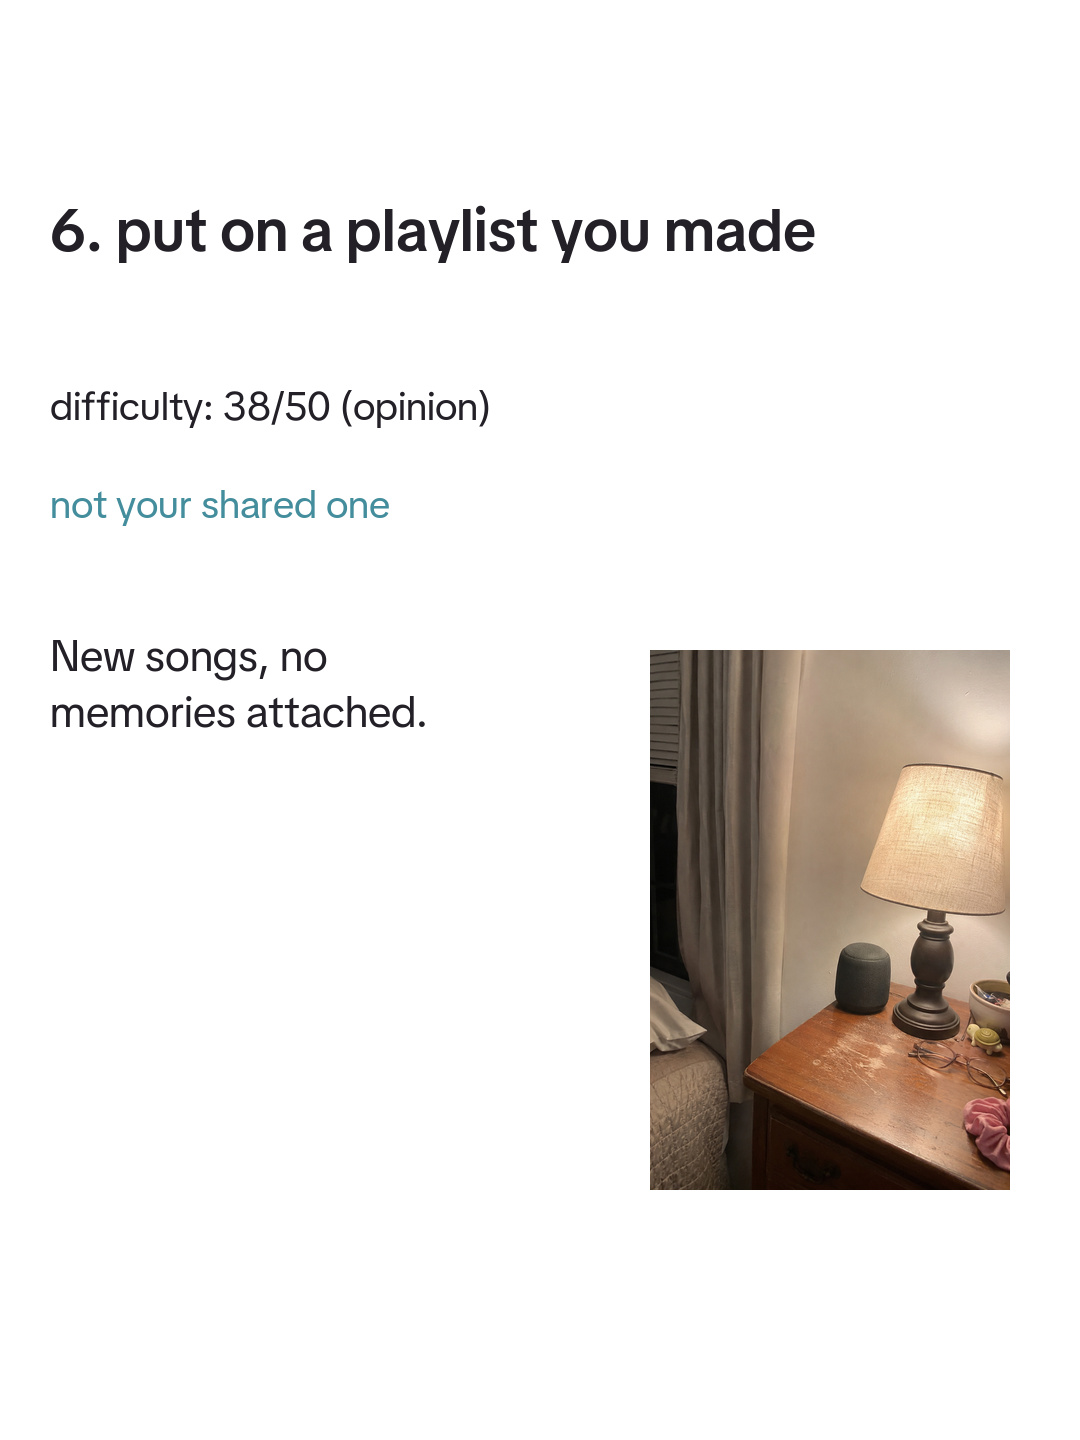 6. put on a playlist you made
difficulty: 38/50 (opinion)
not your shared one
New songs, no
memories attached.